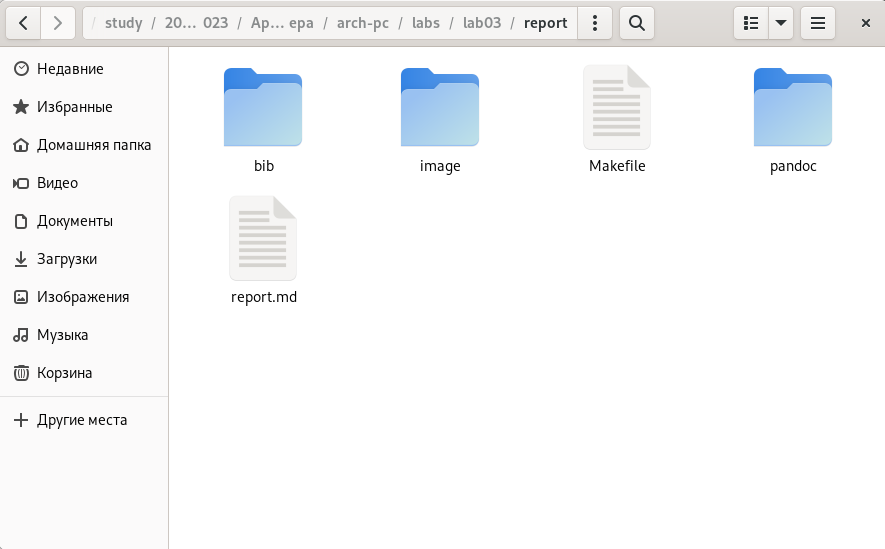 study / 20… 023 / Ap… epa / arch-pc / labs / lab03 / report
Недавние
Избранные
Домашняя папка
Видео
Документы
Загрузки
Изображения
Музыка
Корзина
Другие места
bib
image
Makefile
pandoc
report.md